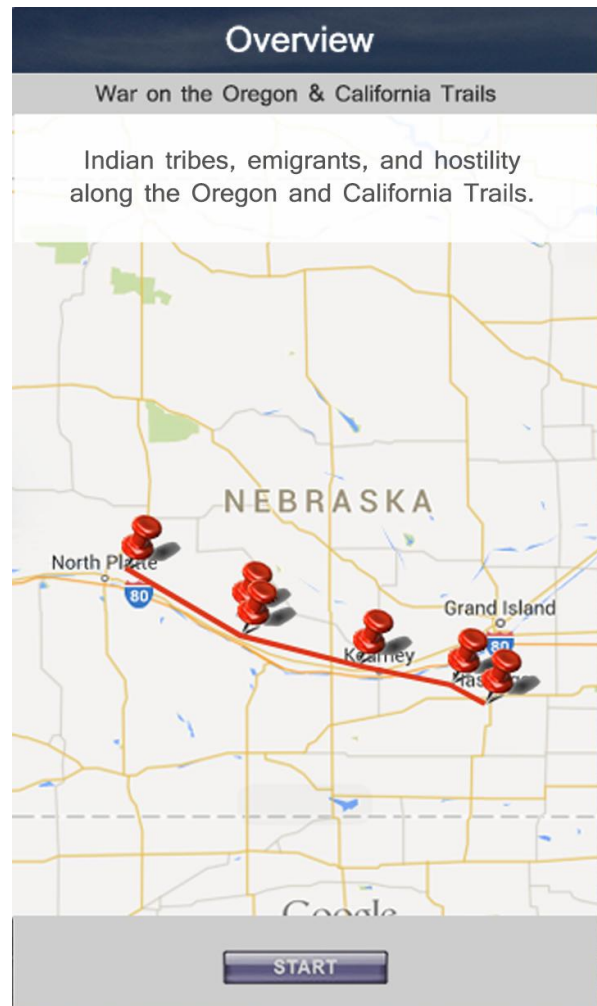 Overview
War on the Oregon & California Trails
Indian tribes, emigrants, and hostility
along the Oregon and California Trails.
NEBRASKA
North Platte
80
Grand Island
80
Kearney
Google
START